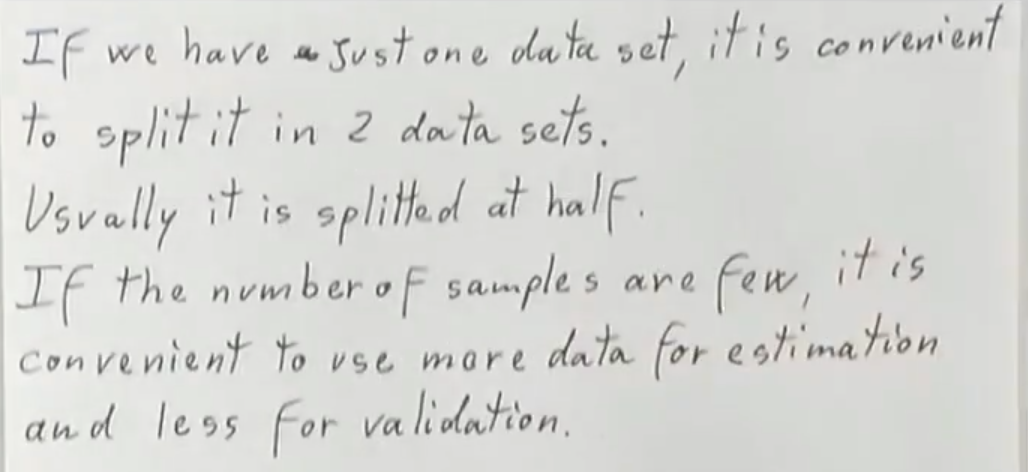 If we have a just one data set, it is convenient
to split it in 2 data sets.
Usually it is splitted at half.
If the number of samples are few, it is
convenient to use more data for estimation
and less for validation.